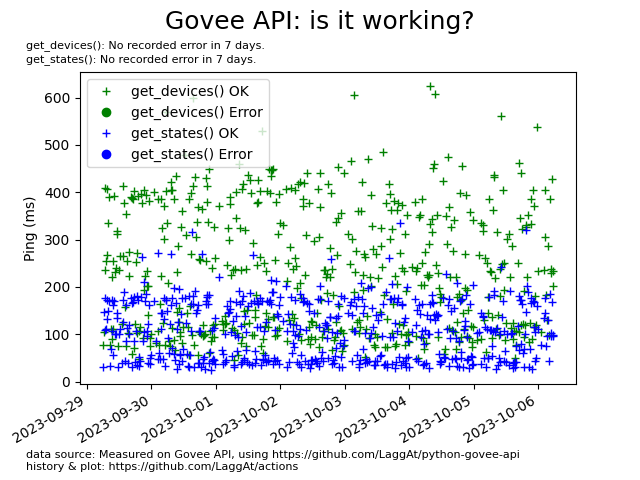 Govee API: is it working?
get_devices(): No recorded error in 7 days.
get_states(): No recorded error in 7 days.
get_devices() OK
get_devices() Error
get_states() OK
get_states() Error
Ping (ms)
600
500
400
300
200
100
0
2023-09-29
2023-09-30
2023-10-01
2023-10-02
2023-10-03
2023-10-04
2023-10-05
2023-10-06
data source: Measured on Govee API, using https://github.com/LaggAt/python-govee-api
history & plot: https://github.com/LaggAt/actions